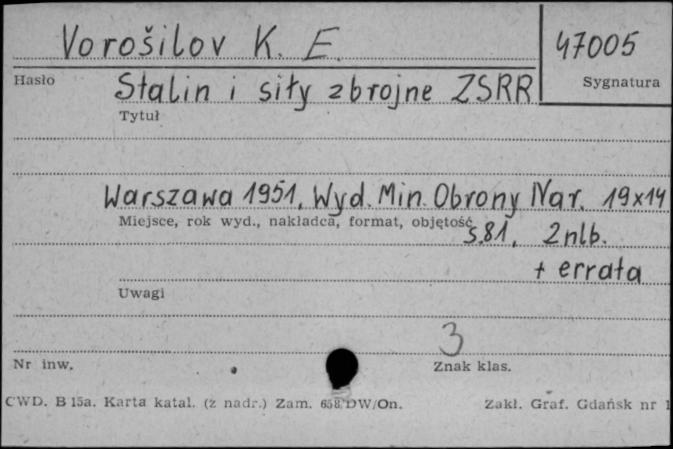 Vorošilov K. E.
47005
Hasło
Sygnatura
Stalin i siły zbrojne ZSRR
Tytuł
Warszawa 1951, Wyd. Min. Obrony Nar. 19x14
Miejsce, rok wyd., nakładca, format, objętość
s.81, 2nlb.
+ errata
Uwagi
3
Nr inw.
Znak klas.
CWD. B 15a. Karta katal. (z nadr.) Zam. 658/DW/On.
Zakł. Graf. Gdańsk nr 1